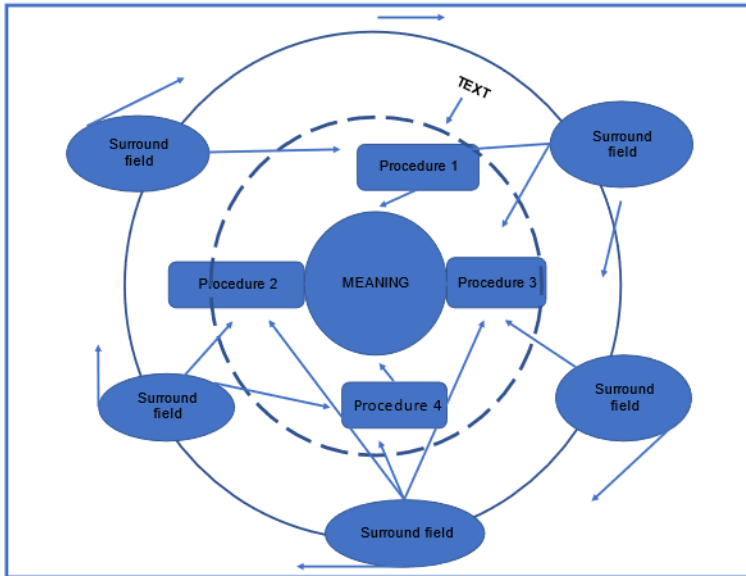 TEXT
Surround
field
Surround
field
Procedure 1
Procedure 2
MEANING
Procedure 3
Surround
field
Procedure 4
Surround
field
Surround field